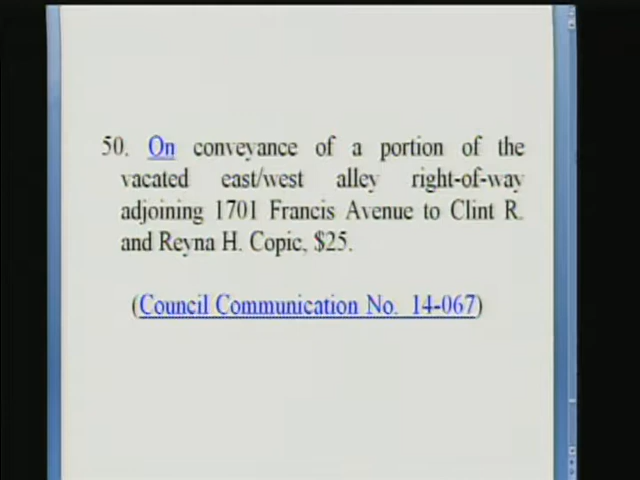 50. On conveyance of a portion of the
vacated east/west alley right-of-way
adjoining 1701 Francis Avenue to Clint R.
and Reyna H. Copic, $25.
(Council Communication No. 14-067)